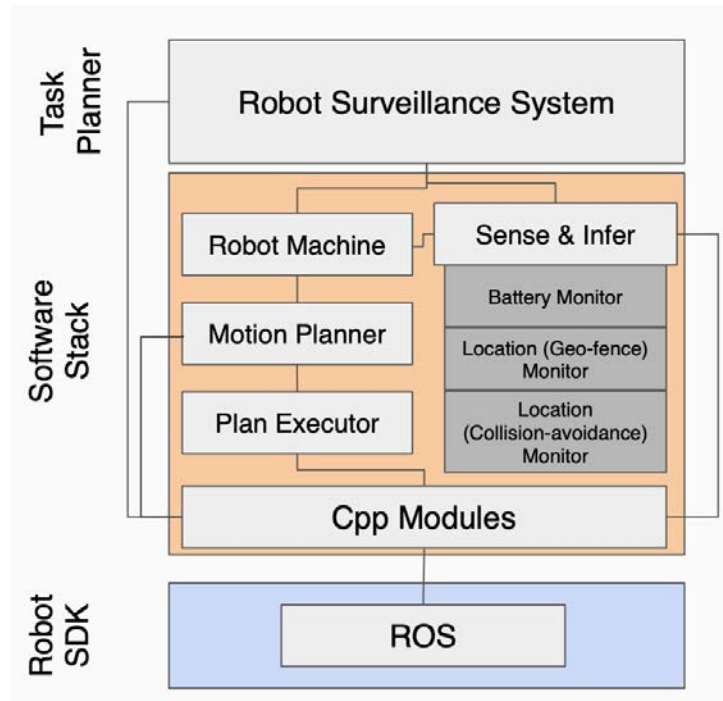 Task
Planner
Robot Surveillance System
Software
Stack
Robot Machine
Sense & Infer
Motion Planner
Battery Monitor
Location (Geo-fence)
Monitor
Plan Executor
Location
(Collision-avoidance)
Monitor
Cpp Modules
Robot
SDK
ROS